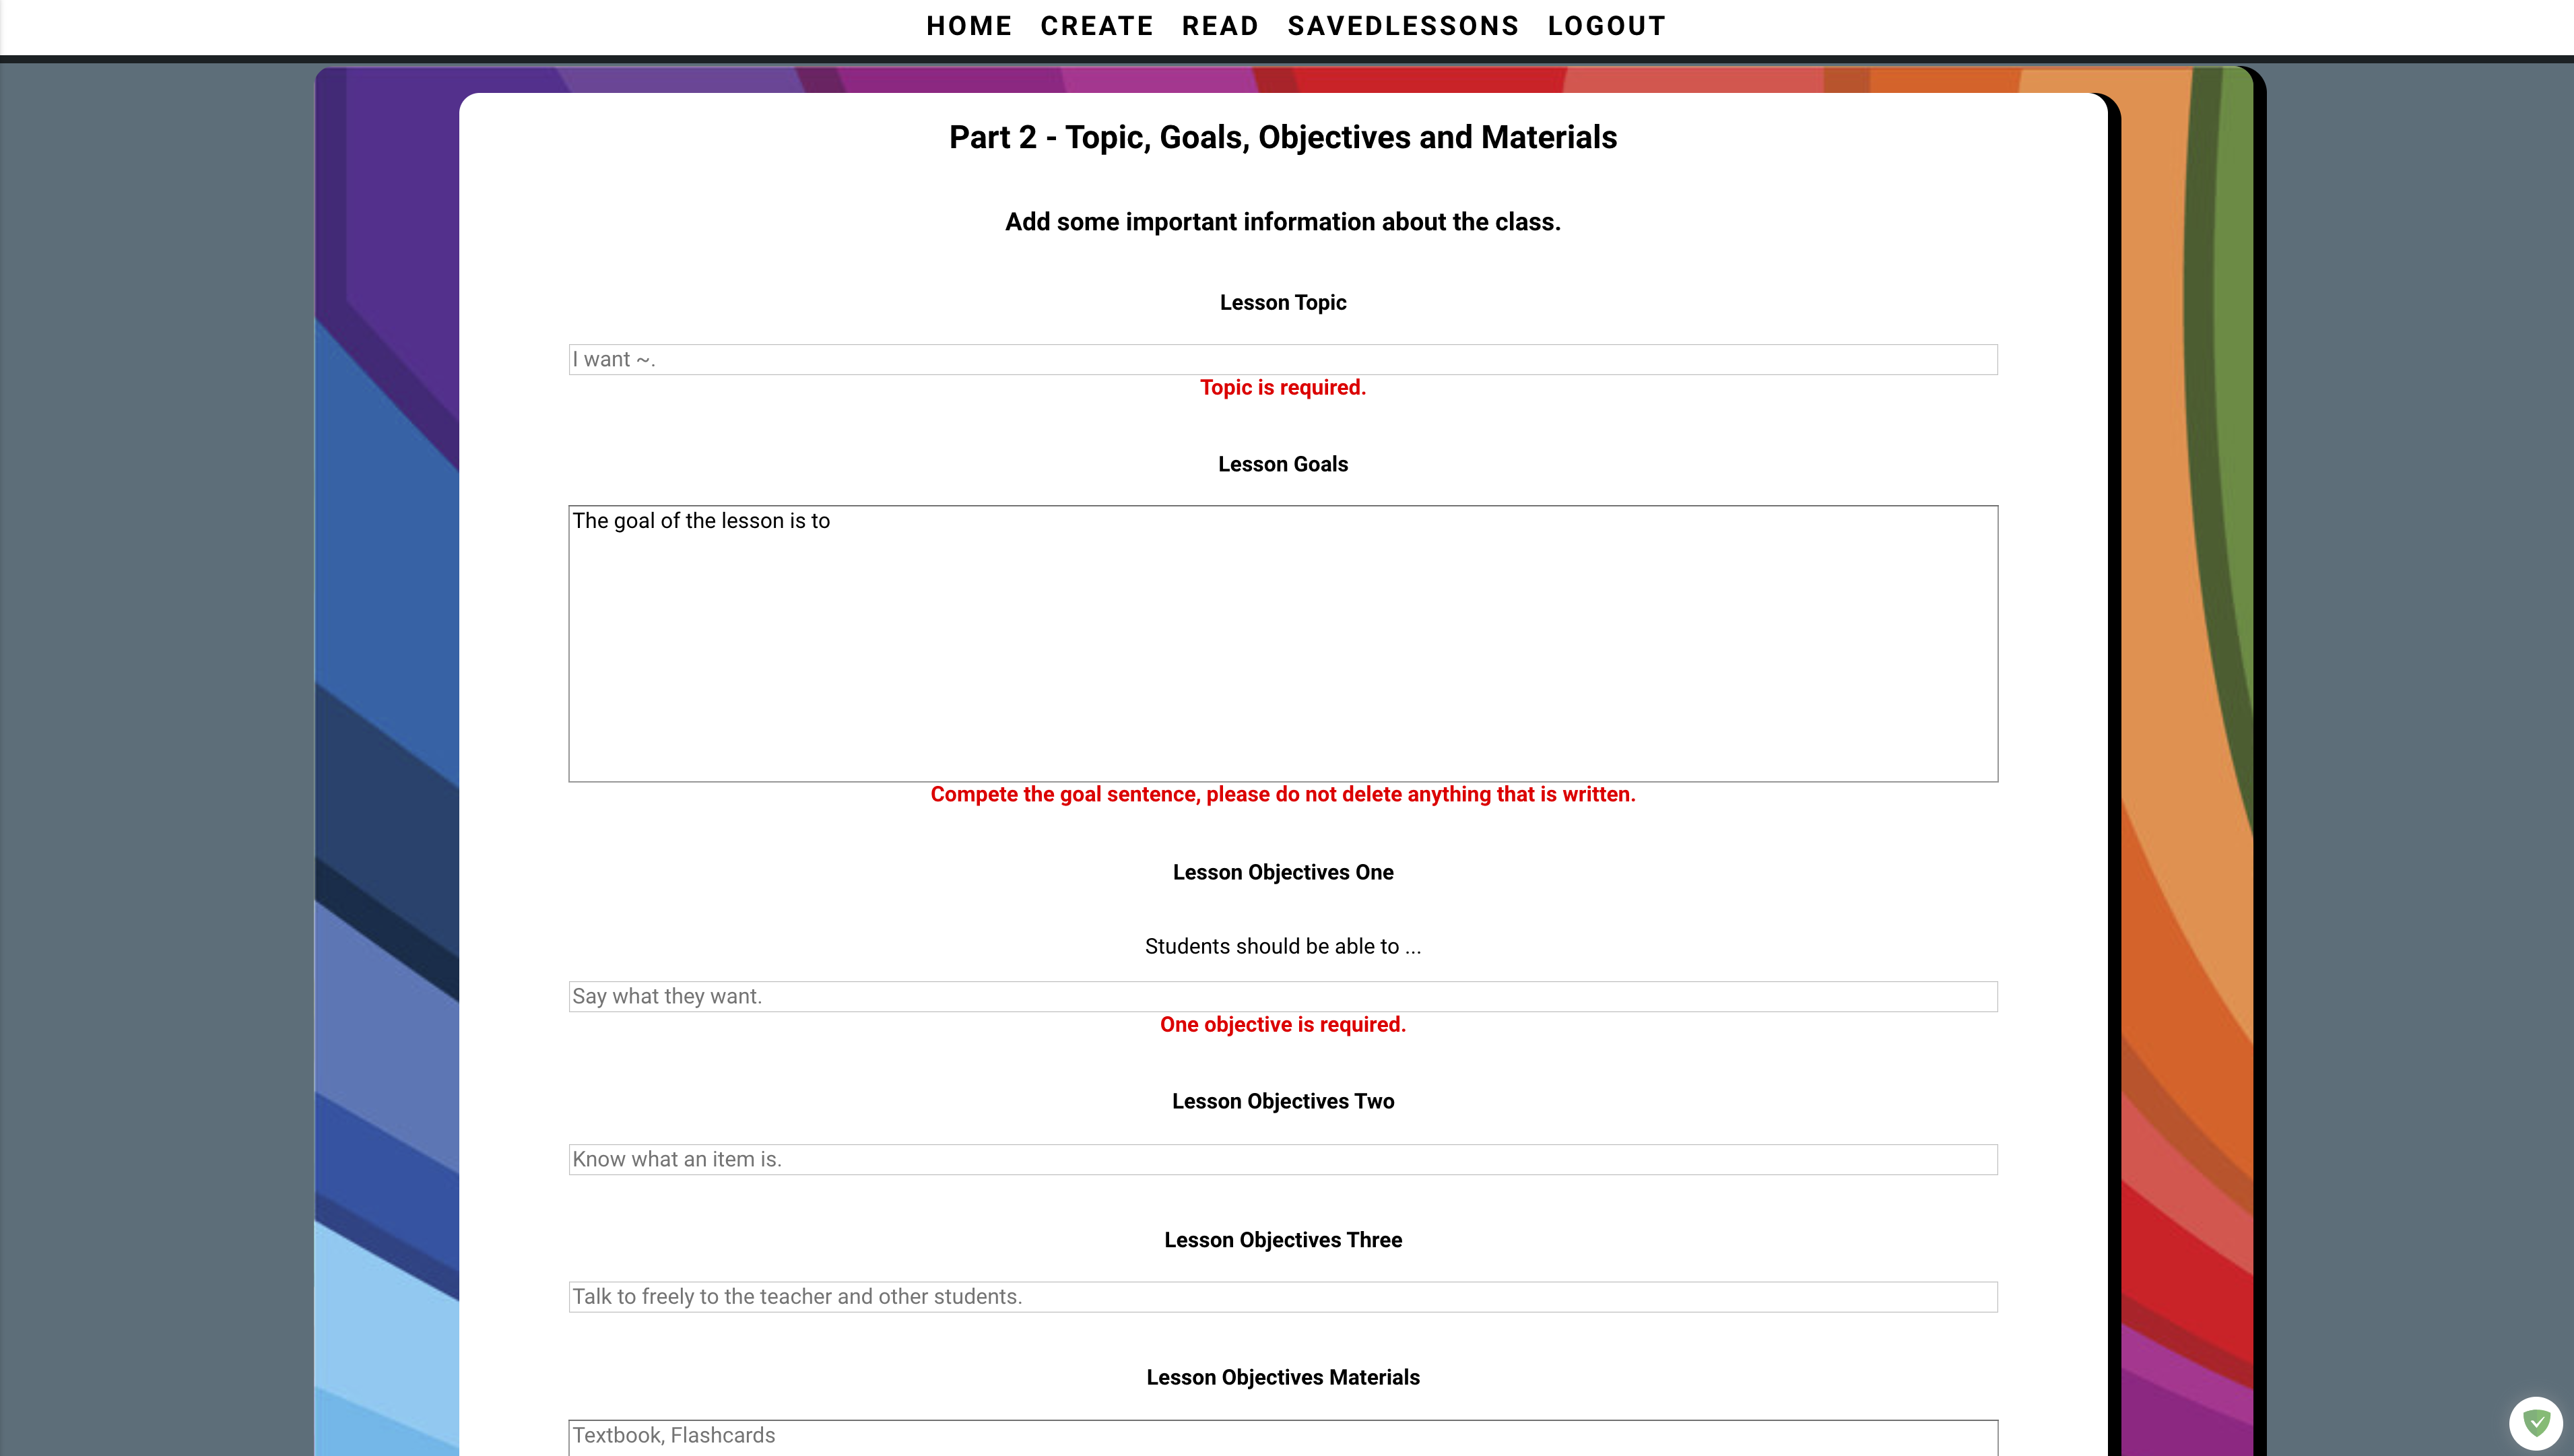 HOME CREATE READ SAVEDLESSONS LOGOUT
Part 2 - Topic, Goals, Objectives and Materials
Add some important information about the class.
Lesson Topic
I want ~.
Topic is required.
Lesson Goals
The goal of the lesson is to
Compete the goal sentence, please do not delete anything that is written.
Lesson Objectives One
Students should be able to ...
Say what they want.
One objective is required.
Lesson Objectives Two
Know what an item is.
Lesson Objectives Three
Talk to freely to the teacher and other students.
Lesson Objectives Materials
Textbook, Flashcards